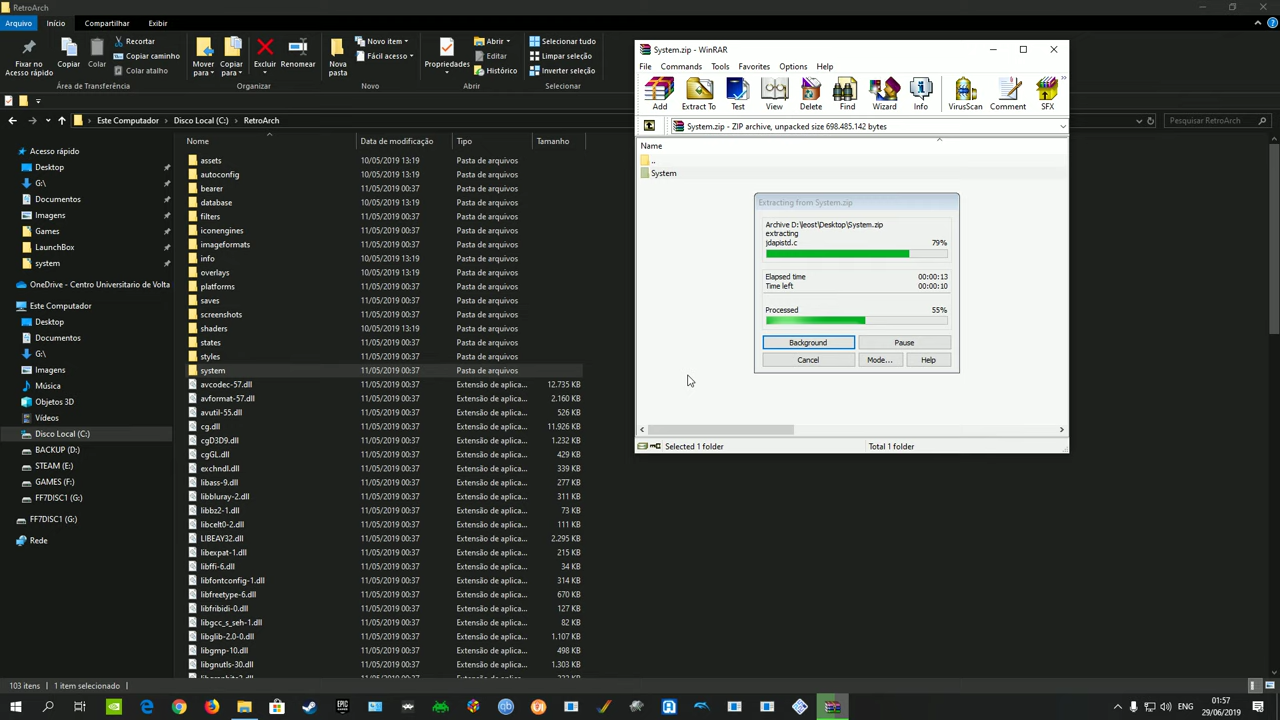 RetroArch
Arquivo Início Compartilhar Exibir
Fixar no Acesso rápido
Copiar
Colar
Recortar
Copiar caminho
Colar atalho
Área de Transferência
Mover para
Copiar para
Excluir
Renomear
Organizar
Nova pasta
Novo item
Fácil acesso
Novo
Propriedades
Abrir
Editar
Histórico
Abrir
Selecionar tudo
Limpar seleção
Inverter seleção
Selecionar
Este Computador > Disco Local (C:) > RetroArch
Pesquisar RetroArch
Acesso rápido
Desktop
G:\
Documentos
Imagens
Games
LaunchBox
system
OneDrive - Centro Universitario de Volta
Este Computador
Desktop
Documentos
G:\
Imagens
Música
Objetos 3D
Vídeos
Disco Local (C:)
BACKUP (D:)
STEAM (E:)
GAMES (F:)
FF7DISC1 (G:)
FF7DISC1 (G:)
Rede
Nome Data de modificação Tipo Tamanho
assets 10/05/2019 13:19 Pasta de arquivos
autoconfig 10/05/2019 13:19 Pasta de arquivos
bearer 11/05/2019 00:37 Pasta de arquivos
database 10/05/2019 13:19 Pasta de arquivos
filters 11/05/2019 00:37 Pasta de arquivos
iconengines 11/05/2019 00:37 Pasta de arquivos
imageformats 11/05/2019 00:37 Pasta de arquivos
info 11/05/2019 00:37 Pasta de arquivos
overlays 10/05/2019 13:19 Pasta de arquivos
platforms 11/05/2019 00:37 Pasta de arquivos
saves 11/05/2019 00:37 Pasta de arquivos
screenshots 11/05/2019 00:37 Pasta de arquivos
shaders 10/05/2019 13:19 Pasta de arquivos
states 11/05/2019 00:37 Pasta de arquivos
styles 11/05/2019 00:37 Pasta de arquivos
system 11/05/2019 00:37 Pasta de arquivos
avcodec-57.dll 11/05/2019 00:37 Extensão de aplica... 12.735 KB
avformat-57.dll 11/05/2019 00:37 Extensão de aplica... 2.160 KB
avutil-55.dll 11/05/2019 00:37 Extensão de aplica... 526 KB
cg.dll 11/05/2019 00:37 Extensão de aplica... 11.926 KB
cgD3D9.dll 11/05/2019 00:37 Extensão de aplica... 1.232 KB
cgGL.dll 11/05/2019 00:37 Extensão de aplica... 429 KB
exchndl.dll 11/05/2019 00:37 Extensão de aplica... 339 KB
libass-9.dll 11/05/2019 00:37 Extensão de aplica... 277 KB
libbluray-2.dll 11/05/2019 00:37 Extensão de aplica... 311 KB
libbz2-1.dll 11/05/2019 00:37 Extensão de aplica... 73 KB
libcelt0-2.dll 11/05/2019 00:37 Extensão de aplica... 111 KB
LIBEAY32.dll 11/05/2019 00:37 Extensão de aplica... 2.295 KB
libexpat-1.dll 11/05/2019 00:37 Extensão de aplica... 215 KB
libffi-6.dll 11/05/2019 00:37 Extensão de aplica... 34 KB
libfontconfig-1.dll 11/05/2019 00:37 Extensão de aplica... 314 KB
libfreetype-6.dll 11/05/2019 00:37 Extensão de aplica... 670 KB
libfribidi-0.dll 11/05/2019 00:37 Extensão de aplica... 127 KB
libgcc_s_seh-1.dll 11/05/2019 00:37 Extensão de aplica... 82 KB
libglib-2.0-0.dll 11/05/2019 00:37 Extensão de aplica... 1.107 KB
libgmp-10.dll 11/05/2019 00:37 Extensão de aplica... 498 KB
libgnutls-30.dll 11/05/2019 00:37 Extensão de aplica... 1.303 KB
103 itens 1 item selecionado
System.zip - WinRAR
File Commands Tools Favorites Options Help
Add Extract To Test View Delete Find Wizard Info VirusScan Comment SFX
System.zip - ZIP archive, unpacked size 698.485.142 bytes
Name
..
System
Extracting from System.zip
Archive D:\leost\Desktop\System.zip
extracting
jdapistd.c 79%
Elapsed time 00:00:13
Time left 00:00:10
Processed 55%
Background Pause
Cancel Mode... Help
Selected 1 folder Total 1 folder
EPIC
ENG
01:57
29/06/2019